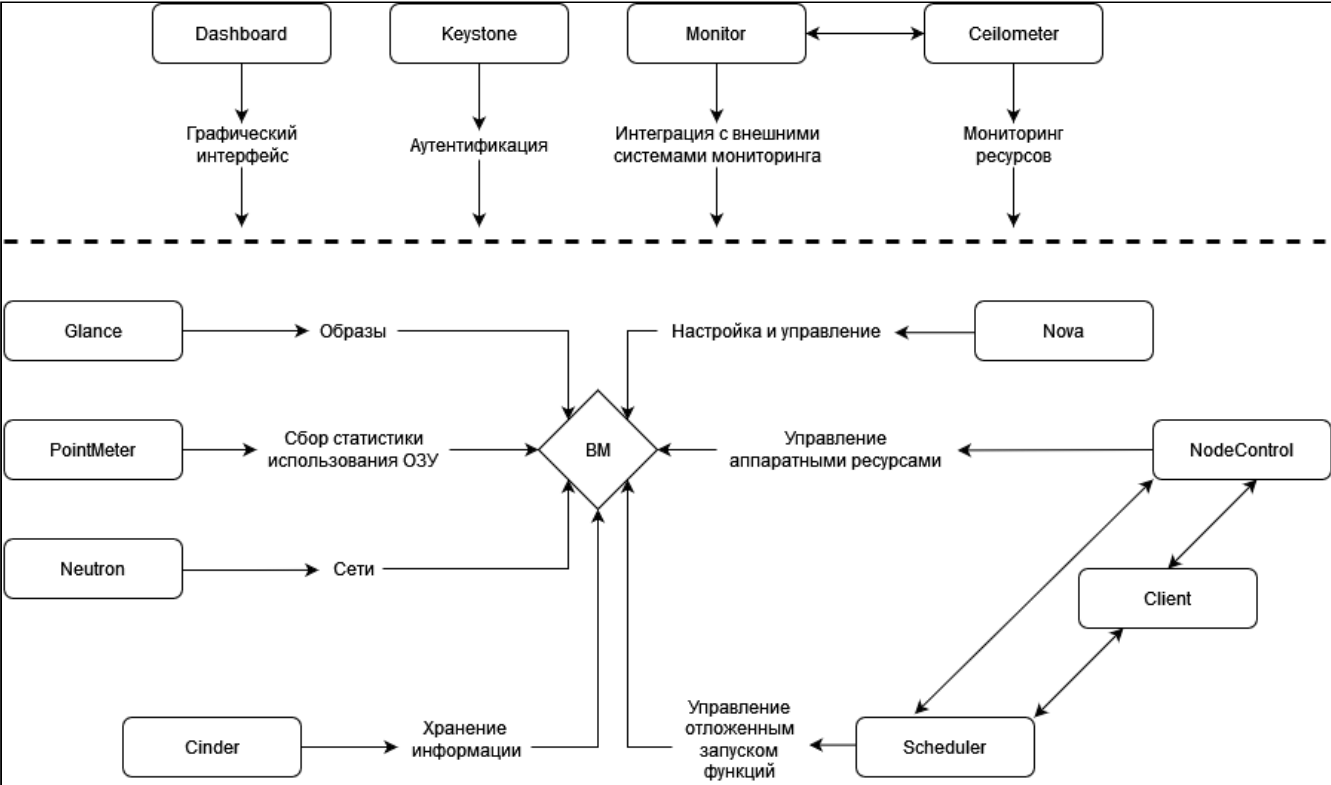 Dashboard
Keystone
Monitor
Ceilometer
Графический
интерфейс
Аутентификация
Интеграция с внешними
системами мониторинга
Мониторинг
ресурсов
Glance
Образы
Настройка и управление
Nova
PointMeter
Сбор статистики
использования ОЗУ
ВМ
Управление
аппаратными ресурсами
NodeControl
Neutron
Сети
Client
Cinder
Хранение
информации
Управление
отложенным
запуском
функций
Scheduler